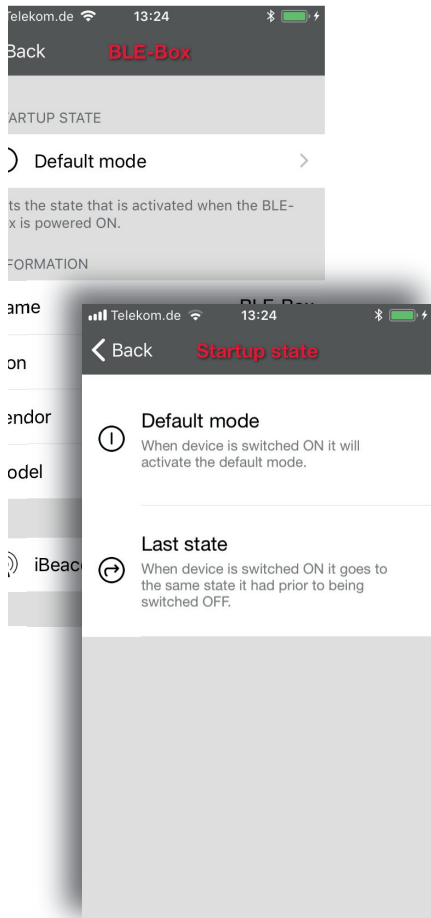 Telekom.de 13:24
Back BLE-Box
ARTUP STATE
Default mode
ts the state that is activated when the BLE-
x is powered ON.
FORMATION
ame BLE-Box
on
endor
odel
iBeac
Telekom.de 13:24
Back Startup state
Default mode
When device is switched ON it will
activate the default mode.
Last state
When device is switched ON it goes to
the same state it had prior to being
switched OFF.